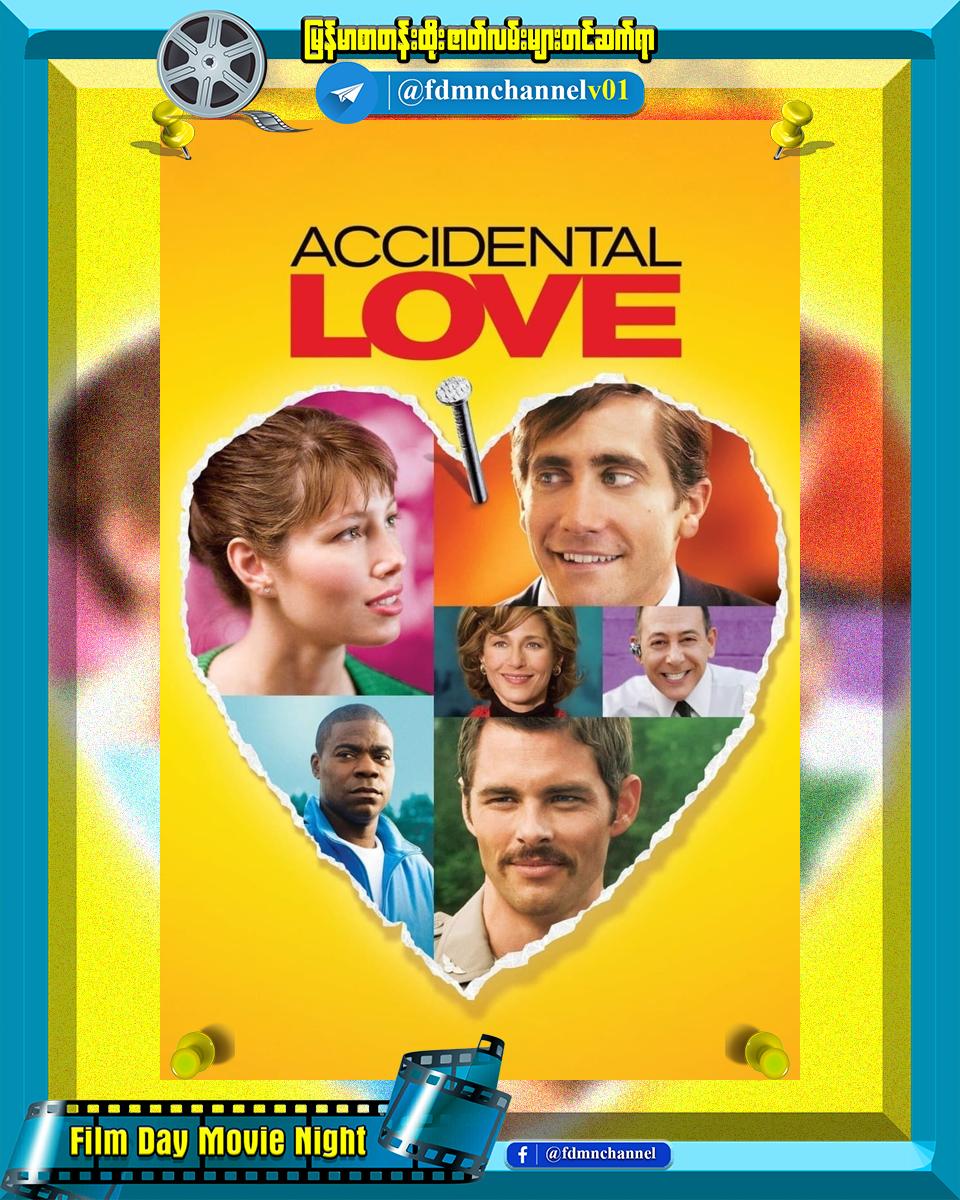 မြန်မာစာတန်းထိုးဇာတ်လမ်းများတင်ဆက်ရာ
@fdmnchannelv01
ACCIDENTAL
LOVE
Film Day Movie Night
@fdmnchannel